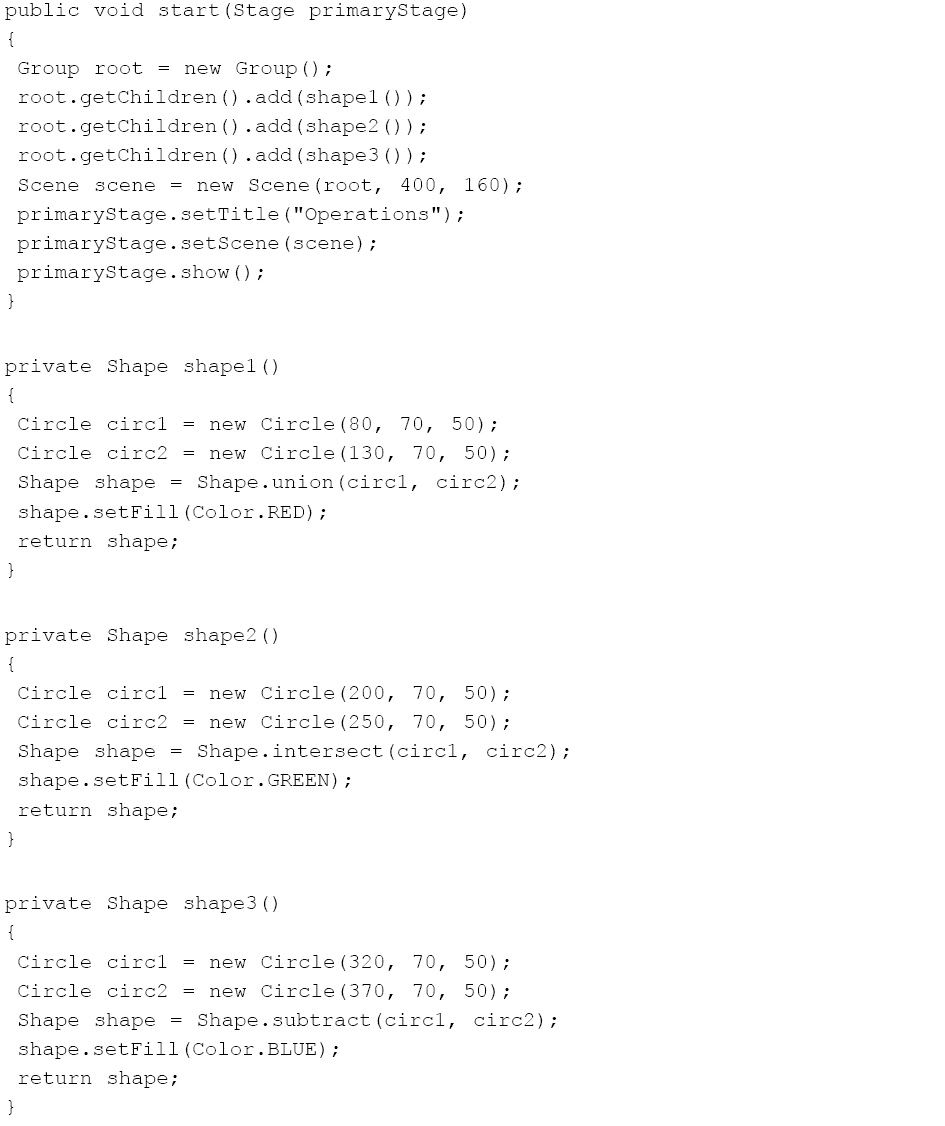 public void start(Stage primaryStage)
{
 Group root = new Group();
 root.getChildren().add(shape1());
 root.getChildren().add(shape2());
 root.getChildren().add(shape3());
 Scene scene = new Scene(root, 400, 160);
 primaryStage.setTitle("Operations");
 primaryStage.setScene(scene);
 primaryStage.show();
}

private Shape shape1()
{
 Circle circ1 = new Circle(80, 70, 50);
 Circle circ2 = new Circle(130, 70, 50);
 Shape shape = Shape.union(circ1, circ2);
 shape.setFill(Color.RED);
 return shape;
}

private Shape shape2()
{
 Circle circ1 = new Circle(200, 70, 50);
 Circle circ2 = new Circle(250, 70, 50);
 Shape shape = Shape.intersect(circ1, circ2);
 shape.setFill(Color.GREEN);
 return shape;
}

private Shape shape3()
{
 Circle circ1 = new Circle(320, 70, 50);
 Circle circ2 = new Circle(370, 70, 50);
 Shape shape = Shape.subtract(circ1, circ2);
 shape.setFill(Color.BLUE);
 return shape;
}